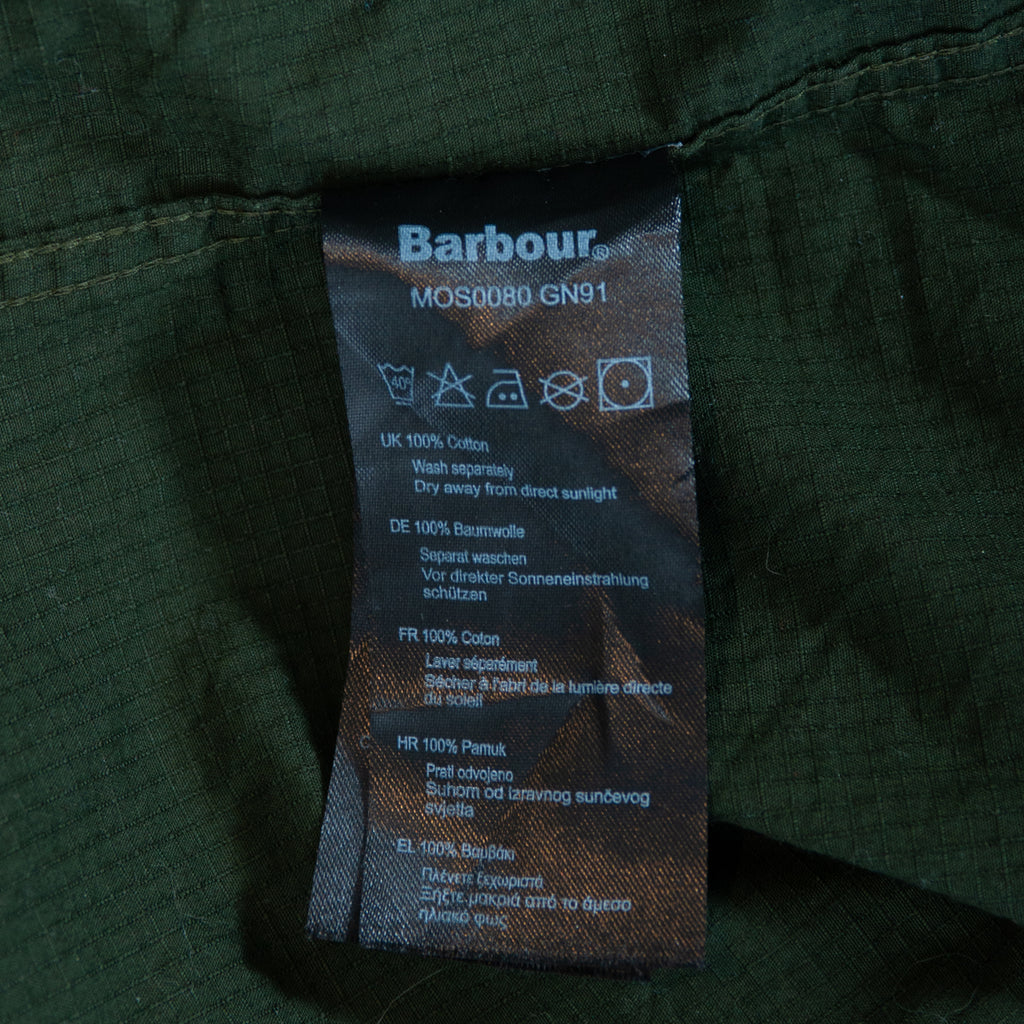 Barbour®
MOS0080 GN91
40°
UK 100% Cotton
Wash separately
Dry away from direct sunlight
DE 100% Baumwolle
Separat waschen
Vor direkter Sonneneinstrahlung
schützen
FR 100% Coton
Laver séparément
Sécher à l'abri de la lumière directe
du soleil
HR 100% Pamuk
Prati odvojeno
Suhom od izravnog sunčevog
svjetla
EL 100% Βαμβάκι
Πλένετε ξεχωριστά
Ξήξτε μακριά από το άμεσο
ηλιακό φως